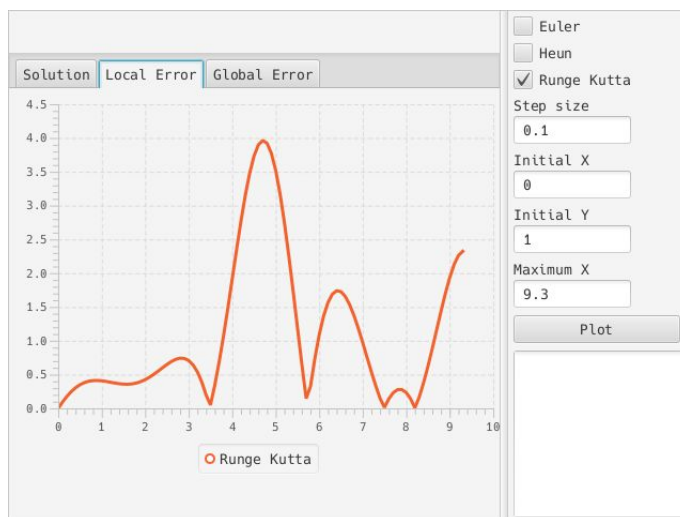 Solution Local Error Global Error
4.5
4.0
3.5
3.0
2.5
2.0
1.5
1.0
0.5
0.0
0 1 2 3 4 5 6 7 8 9 10
Runge Kutta
Euler
Heun
Runge Kutta
Step size
0.1
Initial X
0
Initial Y
1
Maximum X
9.3
Plot